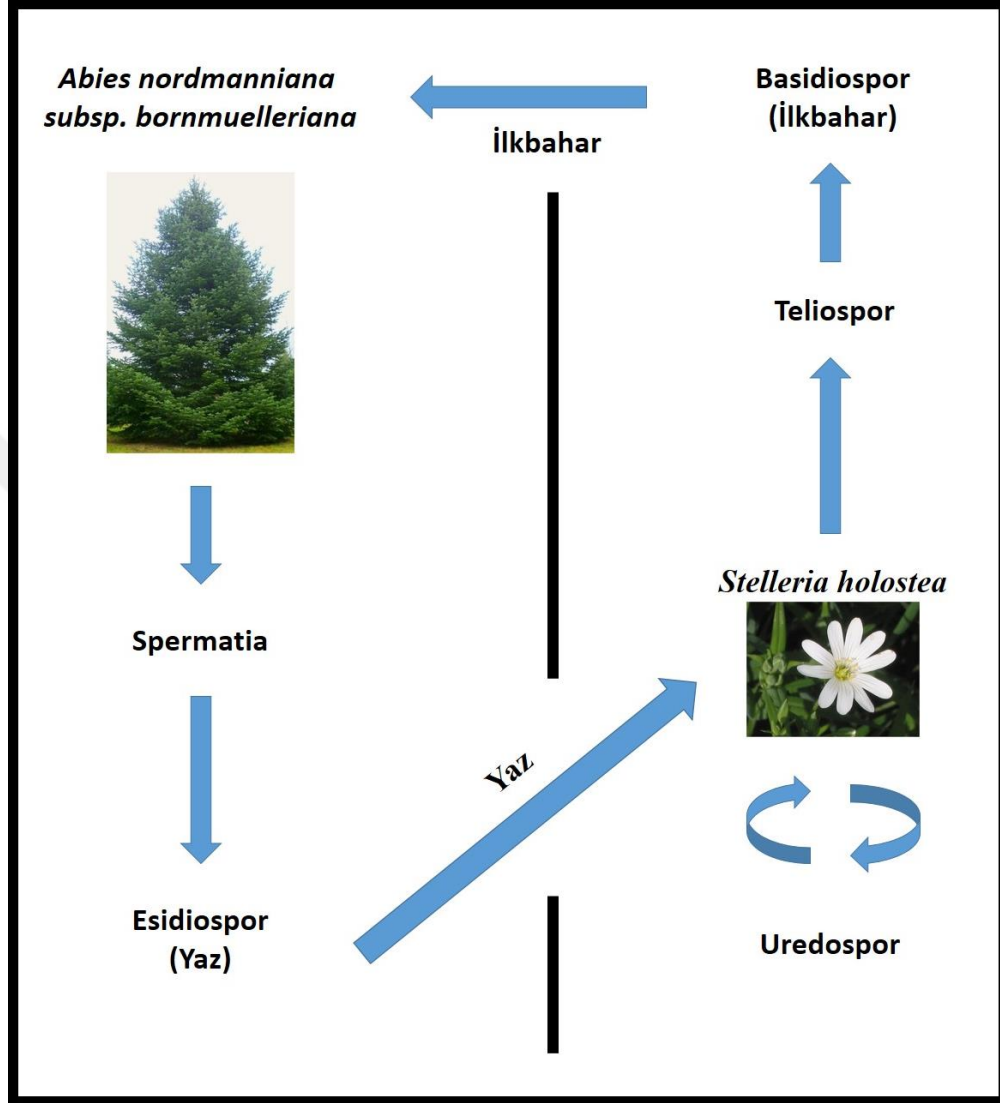 Abies nordmanniana
subsp. bornmuelleriana
İlkbahar
Basidiospor
(İlkbahar)
Teliospor
Stelleria holostea
Spermatia
Yaz
Esidiospor
(Yaz)
Uredospor